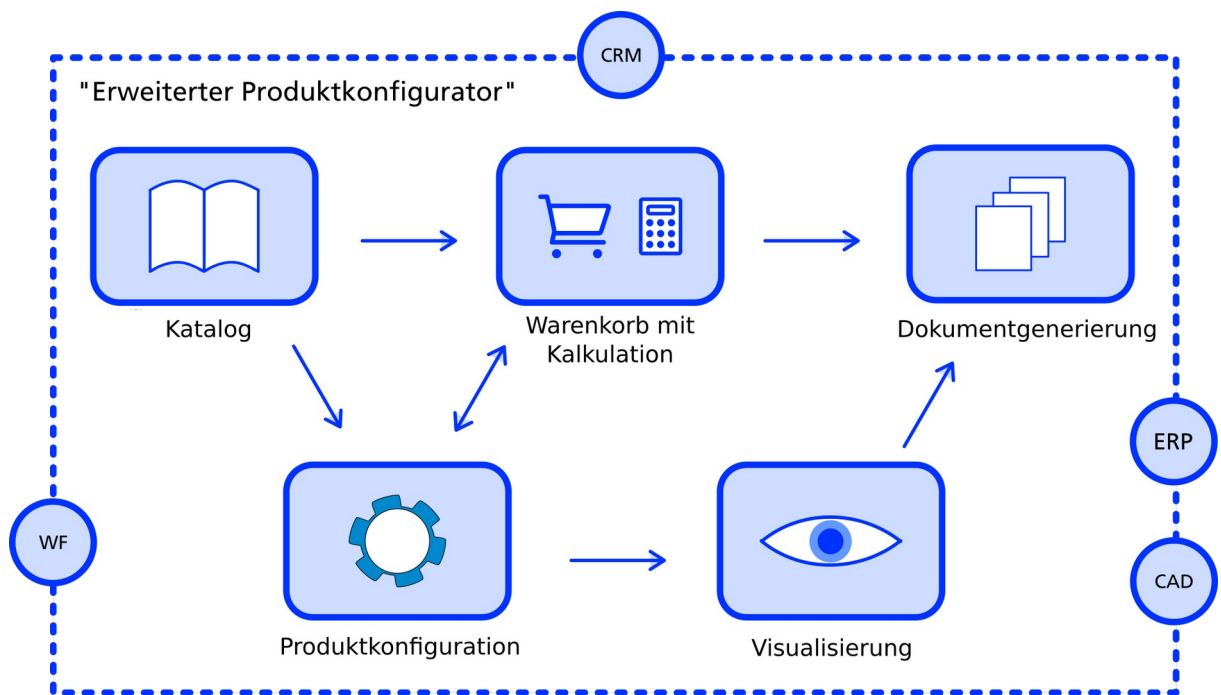 CRM
"Erweiterter Produktkonfigurator"
Katalog
Warenkorb mit
Kalkulation
Dokumentgenerierung
ERP
WF
CAD
Produktkonfiguration
Visualisierung